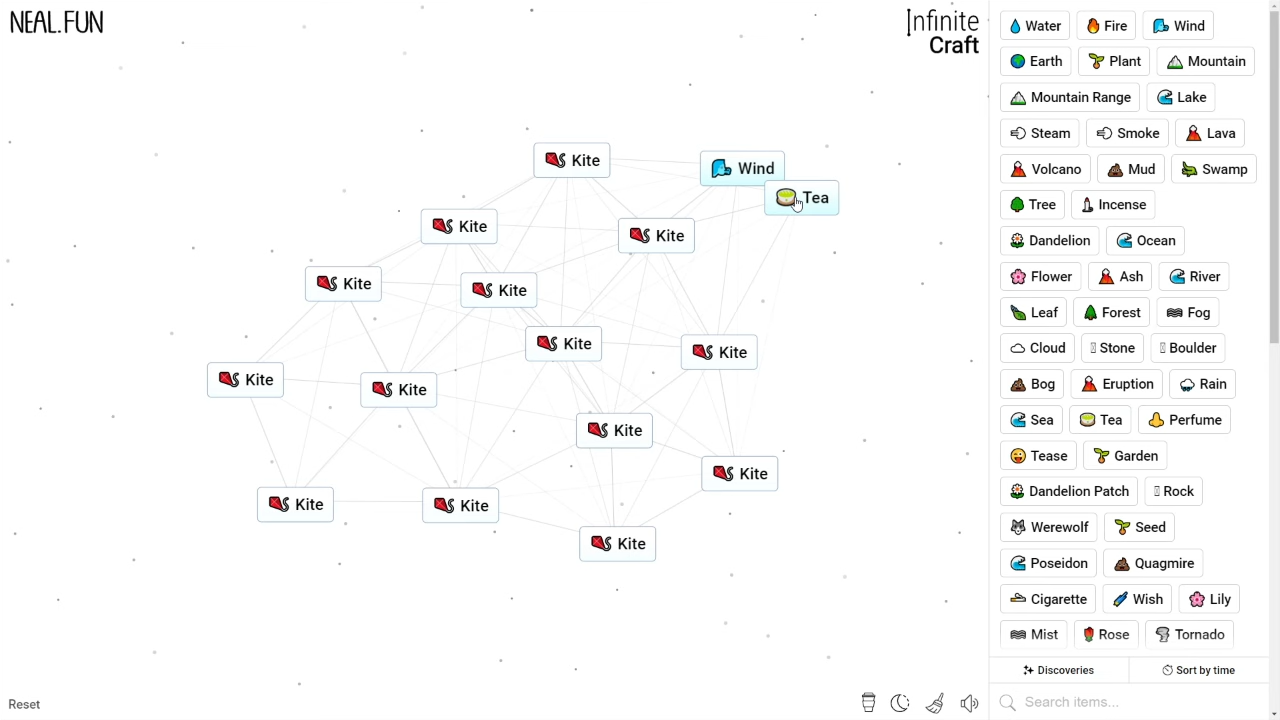 NEAL.FUN
Infinite
Craft
Kite
Wind
Tea
Kite
Kite
Kite
Kite
Kite
Kite
Kite
Kite
Kite
Kite
Kite
Kite
Kite
Reset
Water Fire Wind
Earth Plant Mountain
Mountain Range Lake
Steam Smoke Lava
Volcano Mud Swamp
Tree Incense
Dandelion Ocean
Flower Ash River
Leaf Forest Fog
Cloud Stone Boulder
Bog Eruption Rain
Sea Tea Perfume
Tease Garden
Dandelion Patch Rock
Werewolf Seed
Poseidon Quagmire
Cigarette Wish Lily
Mist Rose Tornado
Discoveries Sort by time
Search items...